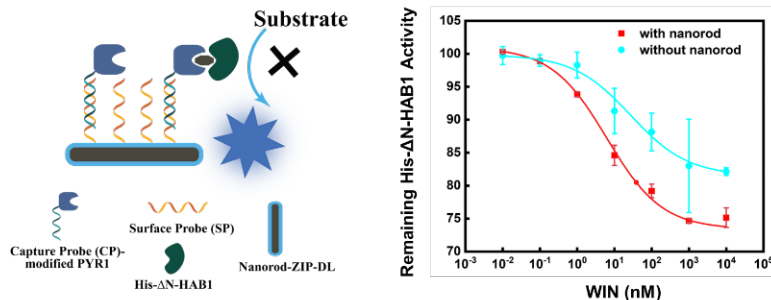 Substrate
Surface Probe (SP)
Capture Probe (CP)-
modified PYR1
His-ΔN-HAB1
Nanorod-ZIP-DL
Remaining His-ΔN-HAB1 Activity
with nanorod
without nanorod
105
100
95
90
85
80
75
70
10⁻³ 10⁻² 10⁻¹ 10⁰ 10¹ 10² 10³ 10⁴ 10⁵
WIN (nM)